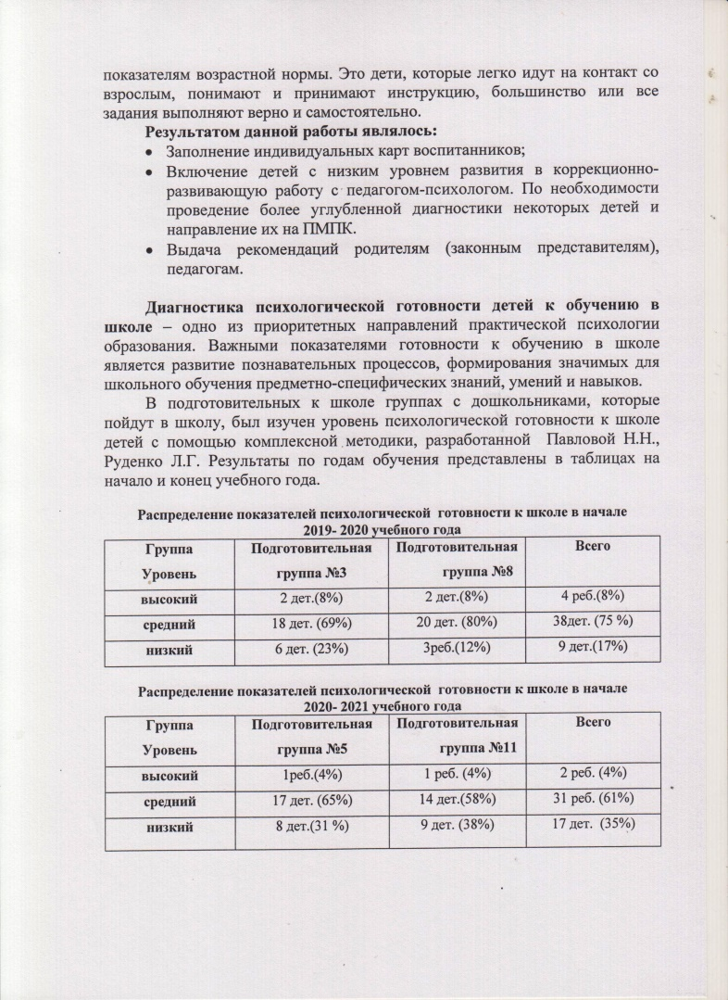 показателям возрастной нормы. Это дети, которые легко идут на контакт со
взрослым, понимают и принимают инструкцию, большинство или все
задания выполняют верно и самостоятельно.
Результатом данной работы являлось:
• Заполнение индивидуальных карт воспитанников;
• Включение детей с низким уровнем развития в коррекционно-
развивающую работу с педагогом-психологом. По необходимости
проведение более углубленной диагностики некоторых детей и
направление их на ПМПК.
• Выдача рекомендаций родителям (законным представителям),
педагогам.
Диагностика психологической готовности детей к обучению в
школе – одно из приоритетных направлений практической психологии
образования. Важными показателями готовности к обучению в школе
является развитие познавательных процессов, формирования значимых для
школьного обучения предметно-специфических знаний, умений и навыков.
В подготовительных к школе группах с дошкольниками, которые
пойдут в школу, был изучен уровень психологической готовности к школе
детей с помощью комплексной методики, разработанной Павловой Н.Н.,
Руденко Л.Г. Результаты по годам обучения представлены в таблицах на
начало и конец учебного года.
Распределение показателей психологической готовности к школе в начале
2019- 2020 учебного года
Группа Подготовительная Подготовительная Всего
Уровень группа №3 группа №8
высокий 2 дет.(8%) 2 дет.(8%) 4 реб.(8%)
средний 18 дет. (69%) 20 дет. (80%) 38дет. (75 %)
низкий 6 дет. (23%) 3реб.(12%) 9 дет.(17%)
Распределение показателей психологической готовности к школе в начале
2020- 2021 учебного года
Группа Подготовительная Подготовительная Всего
Уровень группа №5 группа №11
высокий 1реб.(4%) 1 реб. (4%) 2 реб. (4%)
средний 17 дет. (65%) 14 дет.(58%) 31 реб. (61%)
низкий 8 дет.(31 %) 9 дет. (38%) 17 дет. (35%)